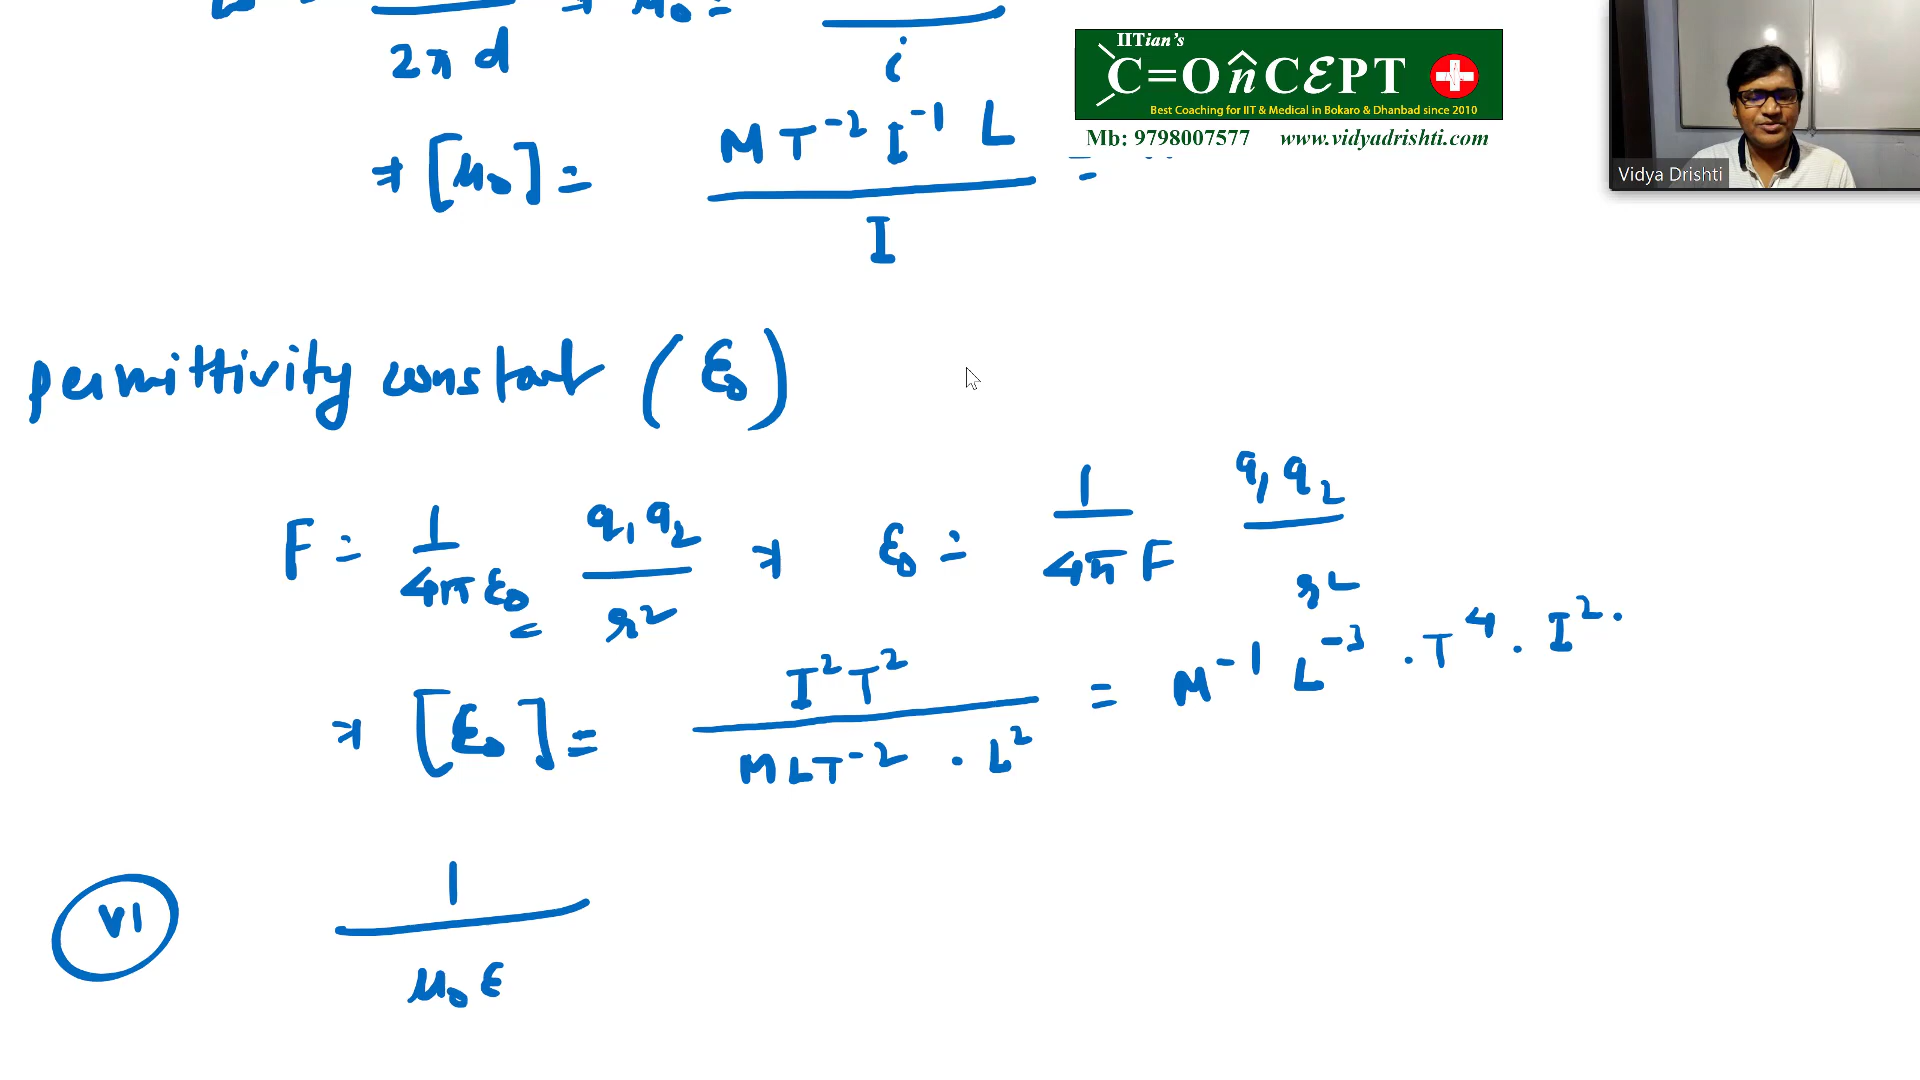 2π d ⇒ μ₀ = i
IITian's
C=On̂CƐPT
Best Coaching for IIT & Medical in Bokaro & Dhanbad since 2010
Mb: 9798007577 www.vidyadrishti.com
Vidya Drishti
⇒ [μ₀] = (M T⁻² I⁻¹ L) / I =
permittivity constant (ε₀)
F = 1/(4π ε₀) q₁q₂/r² ⇒ ε₀ = 1/(4π F) q₁q₂/r²
⇒ [ε₀] = I²T² / (MLT⁻² . L²) = M⁻¹ L⁻³ . T⁴ . I² .
VI 1/(μ₀ ε)